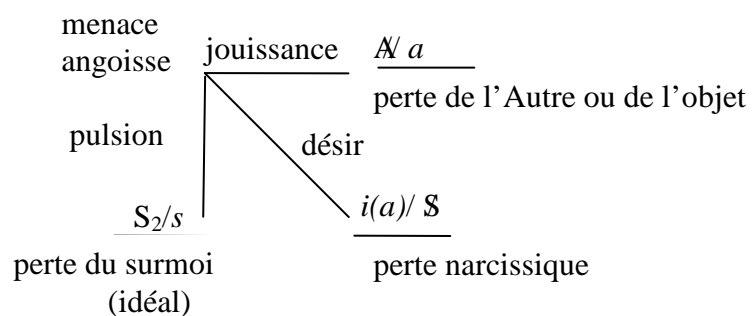 menace
angoisse
jouissance
Ⱥ/ a
perte de l’Autre ou de l’objet
pulsion
désir
S₂/s
i(a)/ $
perte du surmoi
(idéal)
perte narcissique